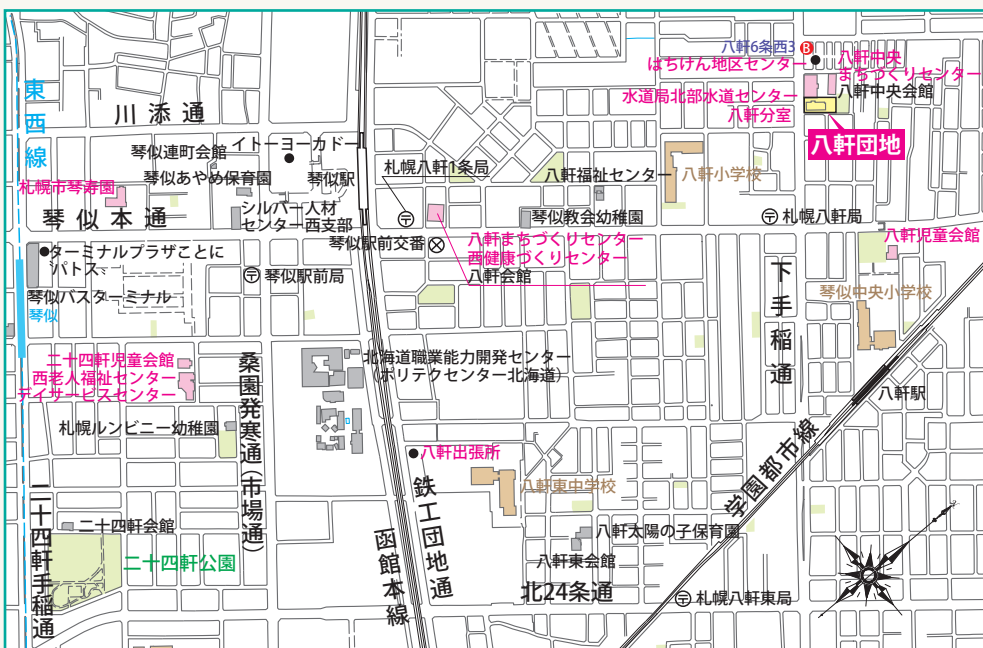 八軒6条西3 B
はちけん地区センター
八軒中央
まちづくりセンター
八軒中央会館
水道局北部水道センター
八軒分室
八軒団地
東西線
川添通
イトーヨーカドー
琴似連町会館
琴似あやめ保育園
琴似駅
札幌八軒1条局
八軒福祉センター
八軒小学校
札幌市琴寿園
琴似本通
シルバー人材
センター西支部
琴似教会幼稚園
〒札幌八軒局
琴似駅前交番
八軒まちづくりセンター
西健康づくりセンター
八軒会館
八軒児童会館
ターミナルプラザことに
パトス、
〒琴似駅前局
琴似バスターミナル
琴似
下手稲通
琴似中央小学校
二十四軒児童会館
西老人福祉センター
デイサービスセンター
桑園発寒通(市場通)
北海道職業能力開発センター
(ポリテクセンター北海道)
八軒駅
札幌ルンビニー幼稚園
八軒出張所
学園都市線
鉄工団地通
八軒東中学校
二十四軒手稲通
二十四軒会館
二十四軒公園
函館本線
八軒太陽の子保育園
八軒東会館
北24条通
〒札幌八軒東局